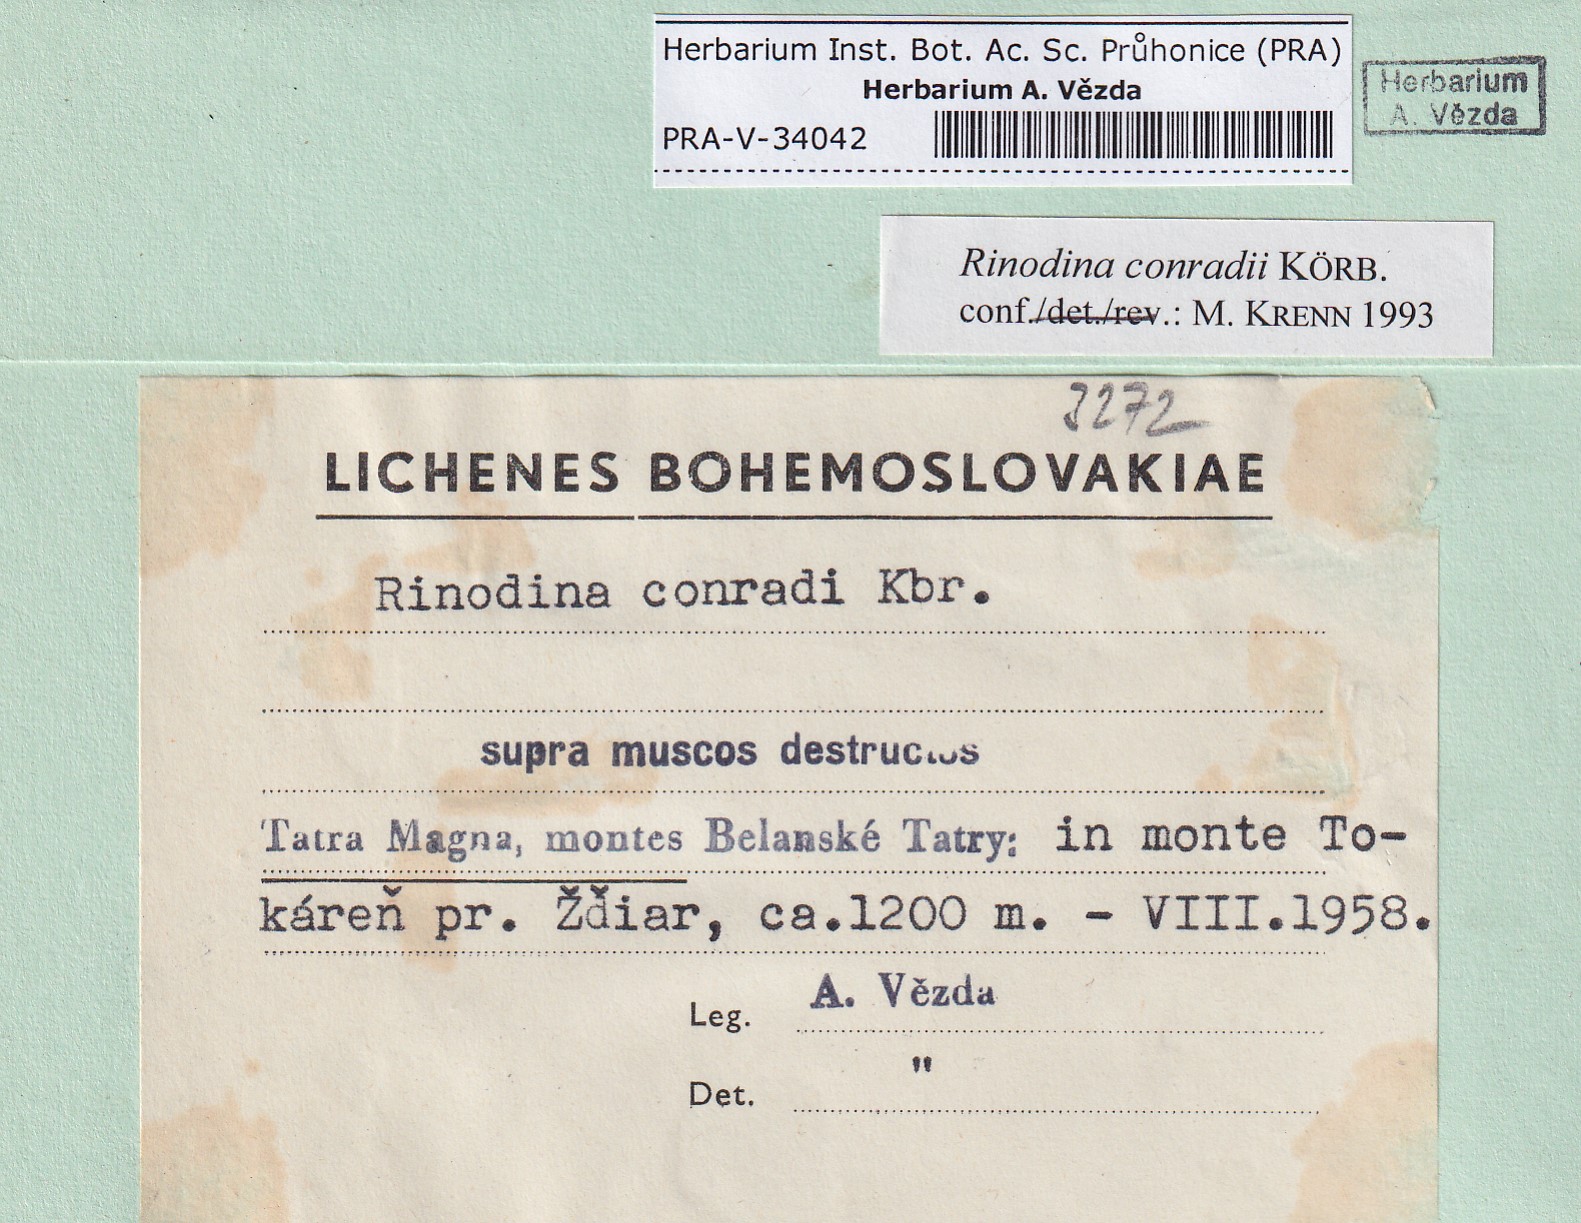 Herbarium Inst. Bot. Ac. Sc. Průhonice (PRA)
Herbarium A. Vězda
PRA-V-34042
Herbarium
A. Vězda
Rinodina conradii KÖRB.
conf./det./rev.: M. KRENN 1993
3272
LICHENES BOHEMOSLOVAKIAE
Rinodina conradi Kbr.
supra muscos destructos
Tatra Magna, montes Belanské Tatry: in monte To-
káreň pr. Žďiar, ca.1200 m. - VIII.1958.
Leg. A. Vězda
Det. "